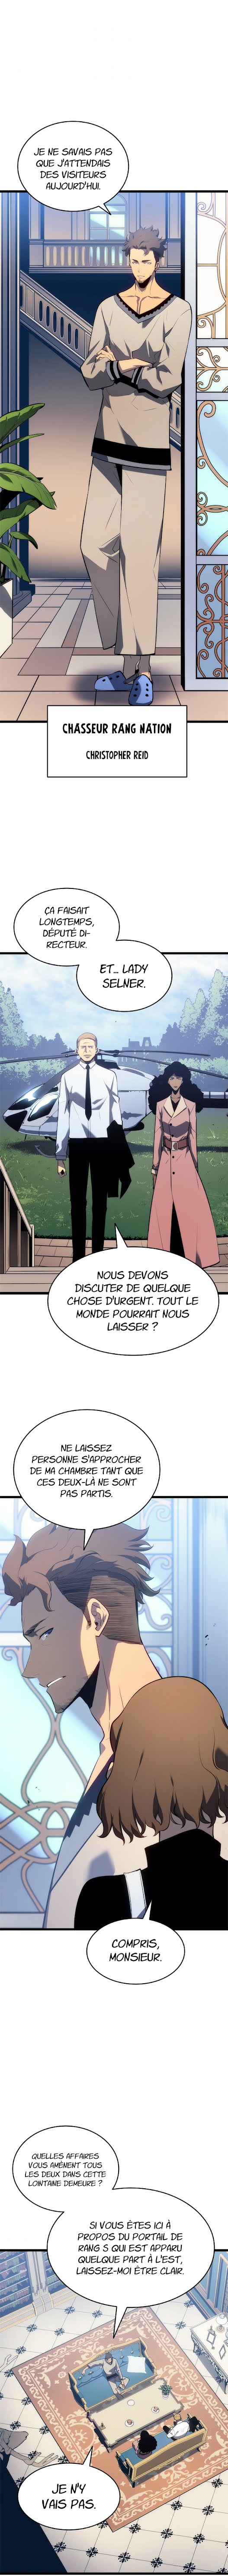 JE NE SAVAIS PAS
QUE J'ATTENDAIS
DES VISITEURS
AUJOURD'HUI.
CHASSEUR RANG NATION
CHRISTOPHER REID
ÇA FAISAIT
LONGTEMPS,
DÉPUTÉ DI-
RECTEUR.
ET... LADY
SELNER.
NOUS DEVONS
DISCUTER DE QUELQUE
CHOSE D'URGENT. TOUT LE
MONDE POURRAIT NOUS
LAISSER ?
NE LAISSEZ
PERSONNE S'APPROCHER
DE MA CHAMBRE TANT QUE
CES DEUX-LÀ NE SONT
PAS PARTIS.
COMPRIS,
MONSIEUR.
QUELLES AFFAIRES
VOUS AMÈNENT TOUS
LES DEUX DANS CETTE
LOINTAINE DEMEURE ?
SI VOUS ÊTES ICI À
PROPOS DU PORTAIL DE
RANG S QUI EST APPARU
QUELQUE PART À L'EST,
LAISSEZ-MOI ÊTRE CLAIR.
JE N'Y
VAIS PAS.